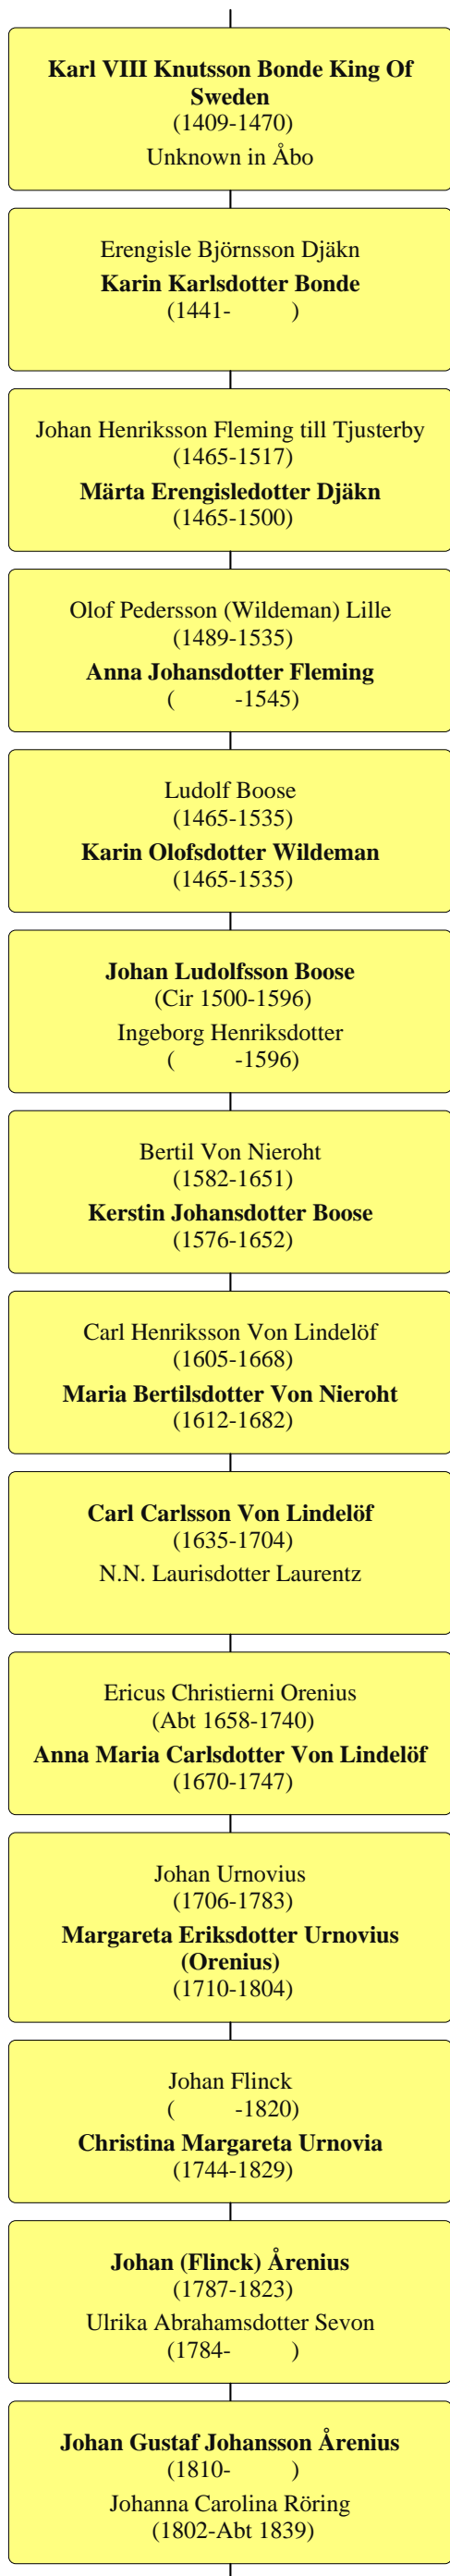 Karl VIII Knutsson Bonde King Of
Sweden
(1409-1470)
Unknown in Åbo
Erengisle Björnsson Djäkn
Karin Karlsdotter Bonde
(1441- )
Johan Henriksson Fleming till Tjusterby
(1465-1517)
Märta Erengisledotter Djäkn
(1465-1500)
Olof Pedersson (Wildeman) Lille
(1489-1535)
Anna Johansdotter Fleming
( -1545)
Ludolf Boose
(1465-1535)
Karin Olofsdotter Wildeman
(1465-1535)
Johan Ludolfsson Boose
(Cir 1500-1596)
Ingeborg Henriksdotter
( -1596)
Bertil Von Nieroht
(1582-1651)
Kerstin Johansdotter Boose
(1576-1652)
Carl Henriksson Von Lindelöf
(1605-1668)
Maria Bertilsdotter Von Nieroht
(1612-1682)
Carl Carlsson Von Lindelöf
(1635-1704)
N.N. Laurisdotter Laurentz
Ericus Christierni Orenius
(Abt 1658-1740)
Anna Maria Carlsdotter Von Lindelöf
(1670-1747)
Johan Urnovius
(1706-1783)
Margareta Eriksdotter Urnovius
(Orenius)
(1710-1804)
Johan Flinck
( -1820)
Christina Margareta Urnovia
(1744-1829)
Johan (Flinck) Årenius
(1787-1823)
Ulrika Abrahamsdotter Sevon
(1784- )
Johan Gustaf Johansson Årenius
(1810- )
Johanna Carolina Röring
(1802-Abt 1839)